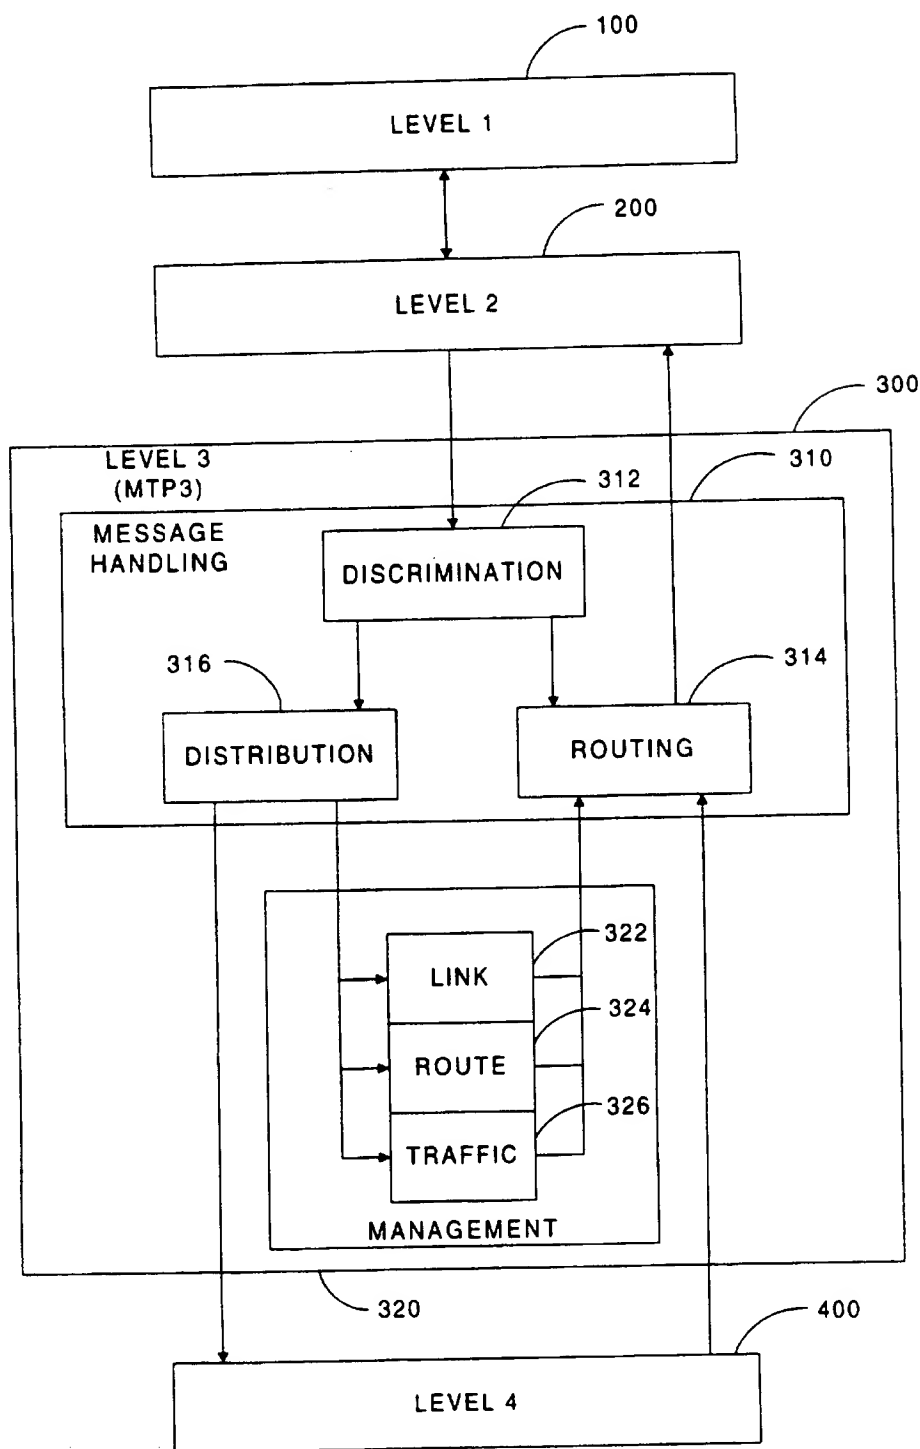 100
LEVEL 1
200
LEVEL 2
300
LEVEL 3
(MTP3)
310
312
MESSAGE
HANDLING
DISCRIMINATION
316
314
DISTRIBUTION
ROUTING
322
LINK
324
ROUTE
326
TRAFFIC
MANAGEMENT
320
400
LEVEL 4